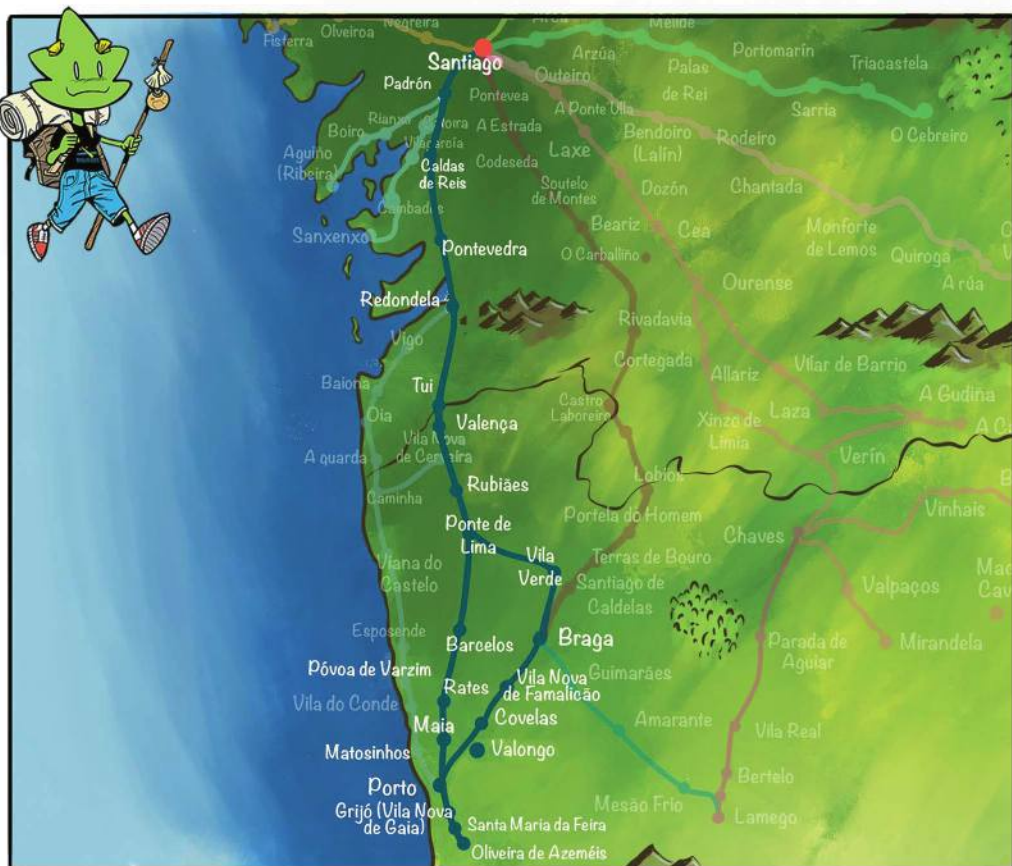 Negreira
Arca
Melide
Fisterra
Olveiroa
Arzúa
Portomarín
Santiago
Outeiro
Palas
de Rei
Triacastela
Padrón
Pontevea
A Ponte Ulla
Sarria
Rianxo
A Estrada
Bendoiro
(Lalín)
Rodeiro
O Cebreiro
Boiro
Laxe
Aguiño
(Ribeira)
Caldas
de Reis
Codeseda
Soutelo
de Montes
Dozón
Chantada
Cambados
Beariz
Cea
Monforte
de Lemos
Sanxenxo
Pontevedra
O Carballiño
Quiroga
Ourense
A rúa
Redondela
Rivadavia
Vigo
Cortegada
Vilar de Barrio
Baiona
Tui
Allariz
A Gudiña
Oia
Valença
Castro
Laboreiro
Xinzo de
Limia
Laza
Vila Nova
de Cerveira
A guarda
Lobios
Verín
Caminha
Rubiães
Portela do Homem
Chaves
Vinhais
Ponte de
Lima
Vila
Verde
Terras de Bouro
Viana do
Castelo
Santiago de
Caldelas
Valpaços
Esposende
Barcelos
Braga
Parada de
Aguiar
Mirandela
Póvoa de Varzim
Guimarães
Rates
Vila Nova
de Famalicão
Vila do Conde
Maia
Covelas
Amarante
Vila Real
Matosinhos
Valongo
Porto
Bertelo
Mesão Frío
Grijó (Vila Nova
de Gaia)
Lamego
Santa Maria da Feira
Oliveira de Azeméis